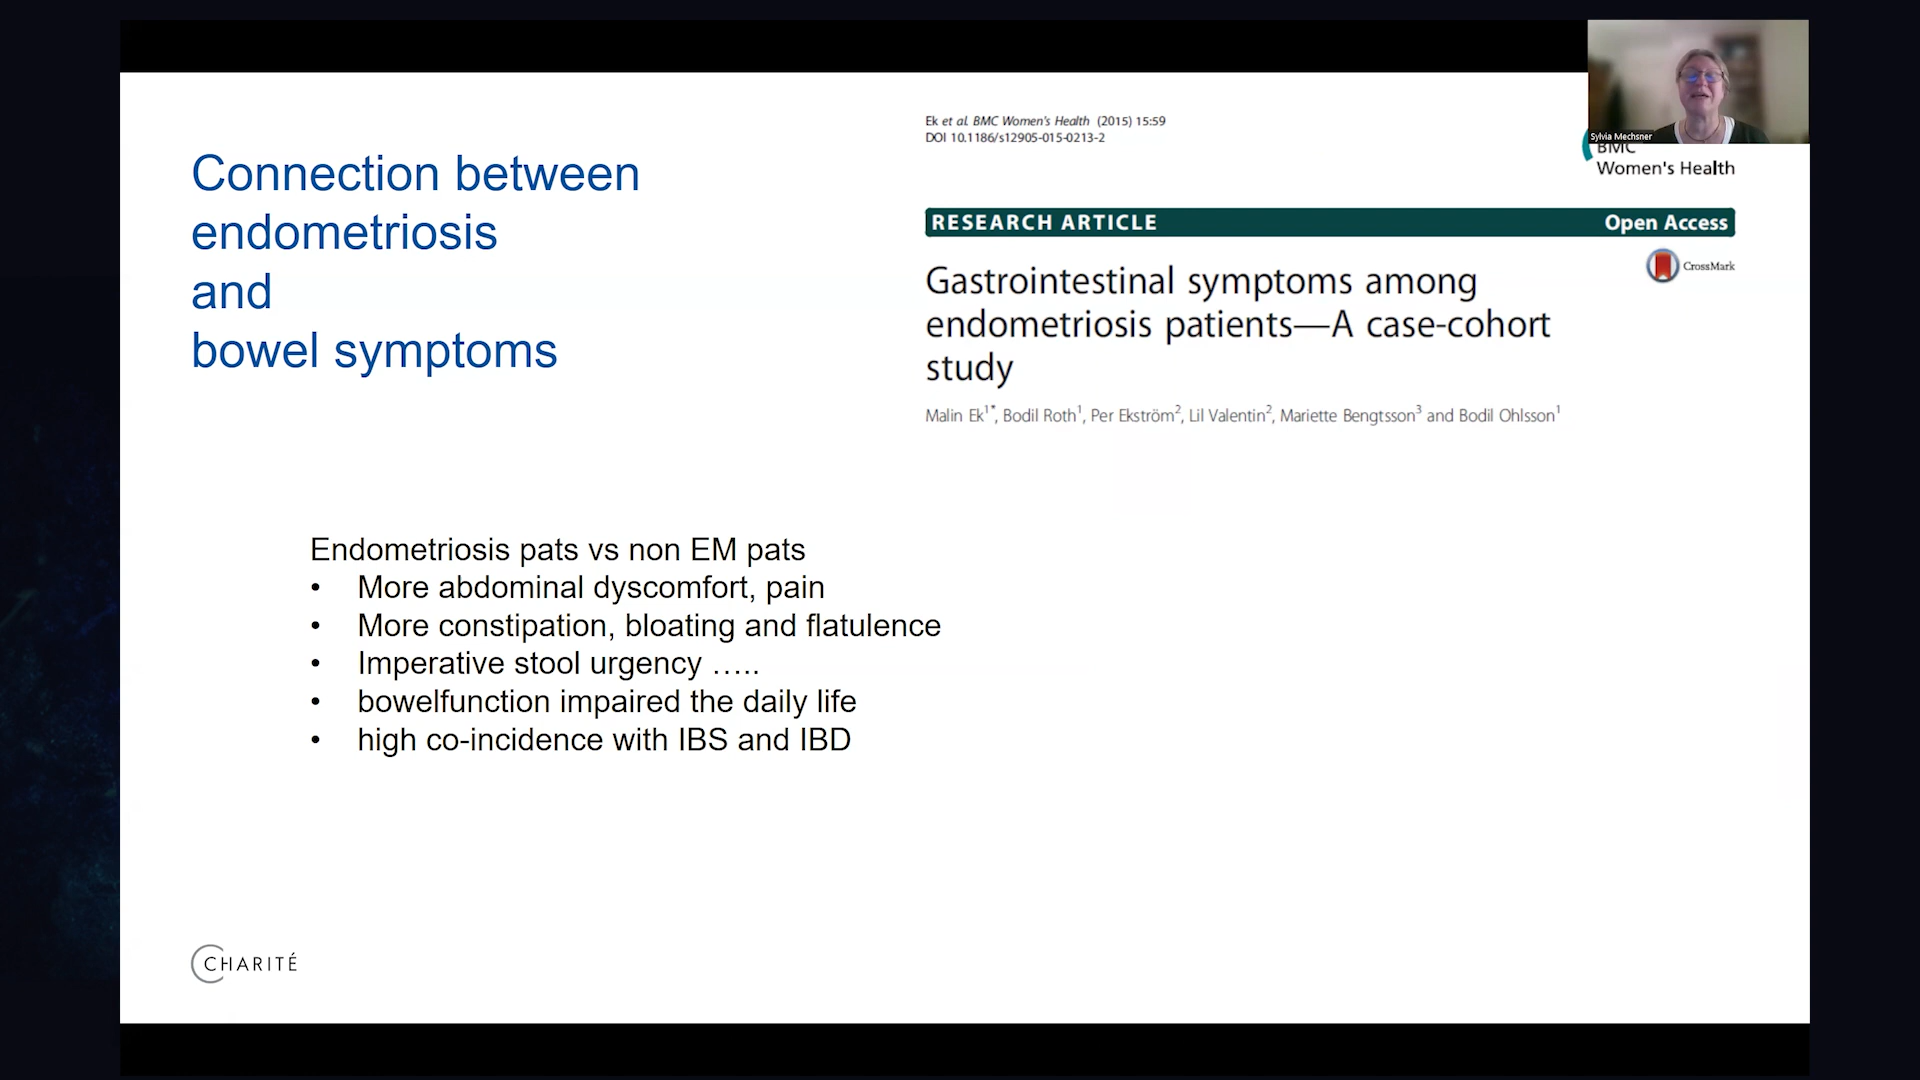 Connection between
endometriosis
and
bowel symptoms
Ek et al. BMC Women's Health (2015) 15:59
DOI 10.1186/s12905-015-0213-2
Sylvia Mechsner
BMC
Women's Health
RESEARCH ARTICLE
Open Access
CrossMark
Gastrointestinal symptoms among
endometriosis patients—A case-cohort
study
Malin Ek1*, Bodil Roth1, Per Ekström2, Lil Valentin2, Mariette Bengtsson3 and Bodil Ohlsson1
Endometriosis pats vs non EM pats
• More abdominal dyscomfort, pain
• More constipation, bloating and flatulence
• Imperative stool urgency …..
• bowelfunction impaired the daily life
• high co-incidence with IBS and IBD
CHARITÉ